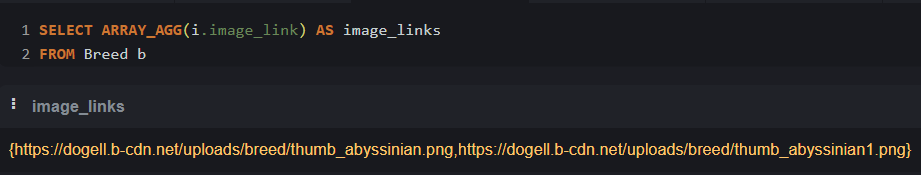 1 SELECT ARRAY_AGG(i.image_link) AS image_links
2 FROM Breed b
image_links
{https://dogell.b-cdn.net/uploads/breed/thumb_abyssinian.png,https://dogell.b-cdn.net/uploads/breed/thumb_abyssinian1.png}